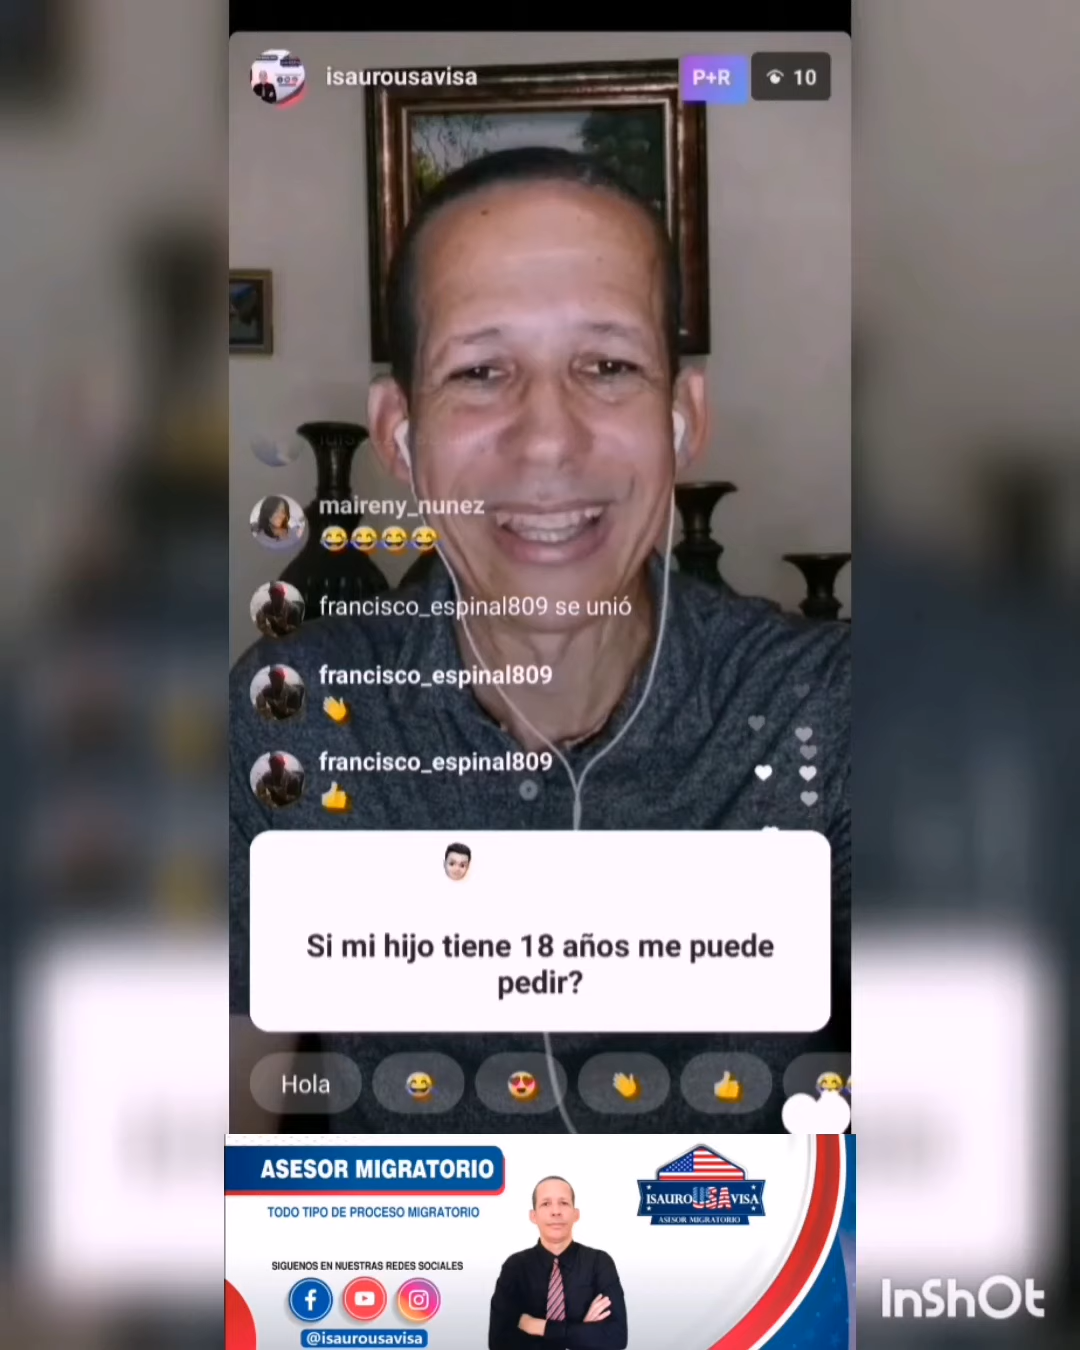 isaurousavisa
P+R
10
maireny_nunez
😂😂😂😂
francisco_espinal809 se unió
francisco_espinal809
👏
francisco_espinal809
👍
Si mi hijo tiene 18 años me puede
pedir?
Hola
ASESOR MIGRATORIO
TODO TIPO DE PROCESO MIGRATORIO
SIGUENOS EN NUESTRAS REDES SOCIALES
@isaurousavisa
ISAURO USA VISA
ASESOR MIGRATORIO
InShOt